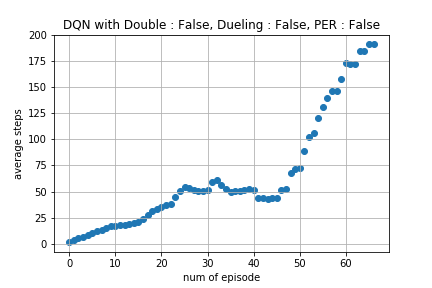 DQN with Double : False, Dueling : False, PER : False
200
175
150
125
100
75
50
25
0
average steps
0 10 20 30 40 50 60
num of episode